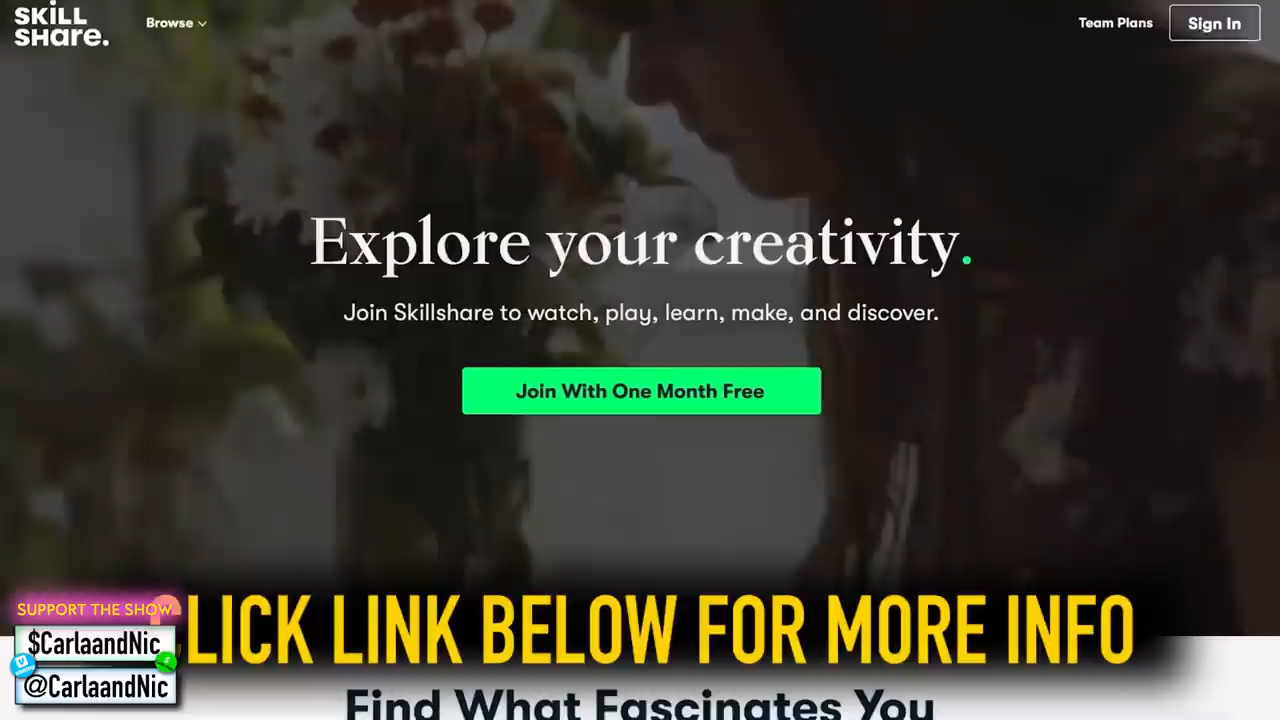 SKILL
SHare.
Browse
Team Plans
Sign In
Explore your creativity.
Join Skillshare to watch, play, learn, make, and discover.
Join With One Month Free
SUPPORT THE SHOW
$CarlaandNic
@CarlaandNic
LICK LINK BELOW FOR MORE INFO
Find What Fascinates You